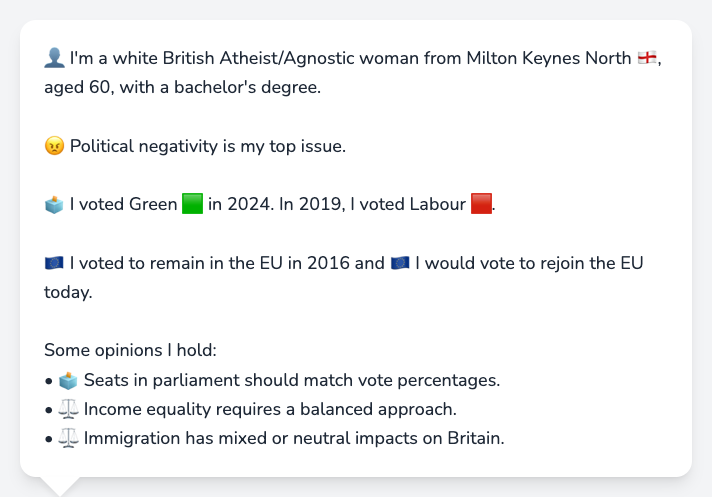 👤 I'm a white British Atheist/Agnostic woman from Milton Keynes North 🏴󠁧󠁢󠁥󠁮󠁧󠁿,
aged 60, with a bachelor's degree.
😠 Political negativity is my top issue.
🗳️ I voted Green 🟩 in 2024. In 2019, I voted Labour 🟥.
🇪🇺 I voted to remain in the EU in 2016 and 🇪🇺 I would vote to rejoin the EU
today.
Some opinions I hold:
• 🗳️ Seats in parliament should match vote percentages.
• ⚖️ Income equality requires a balanced approach.
• ⚖️ Immigration has mixed or neutral impacts on Britain.